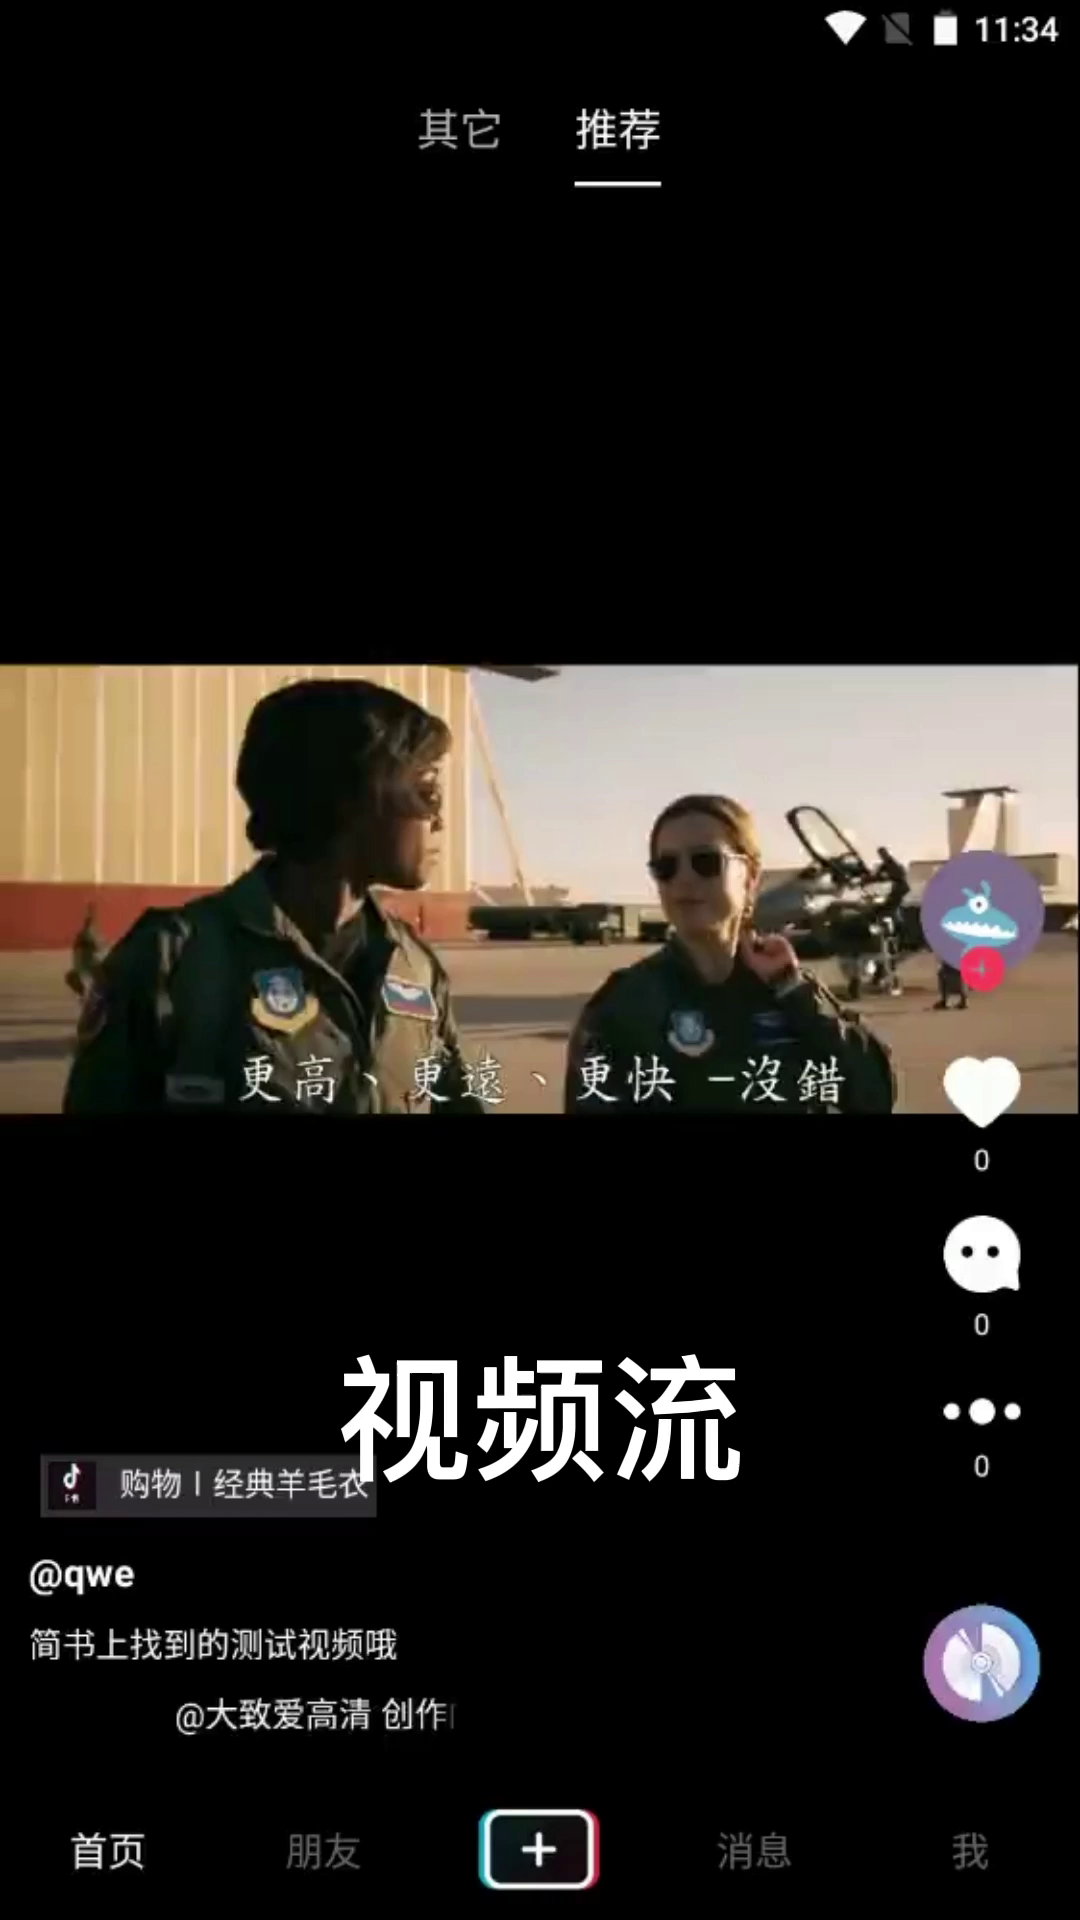 11:34
其它 推荐
更高、更遠、更快 -沒錯
0
0
视频流
0
购物 | 经典羊毛衣
@qwe
简书上找到的测试视频哦
@大致爱高清 创作
首页 朋友 消息 我